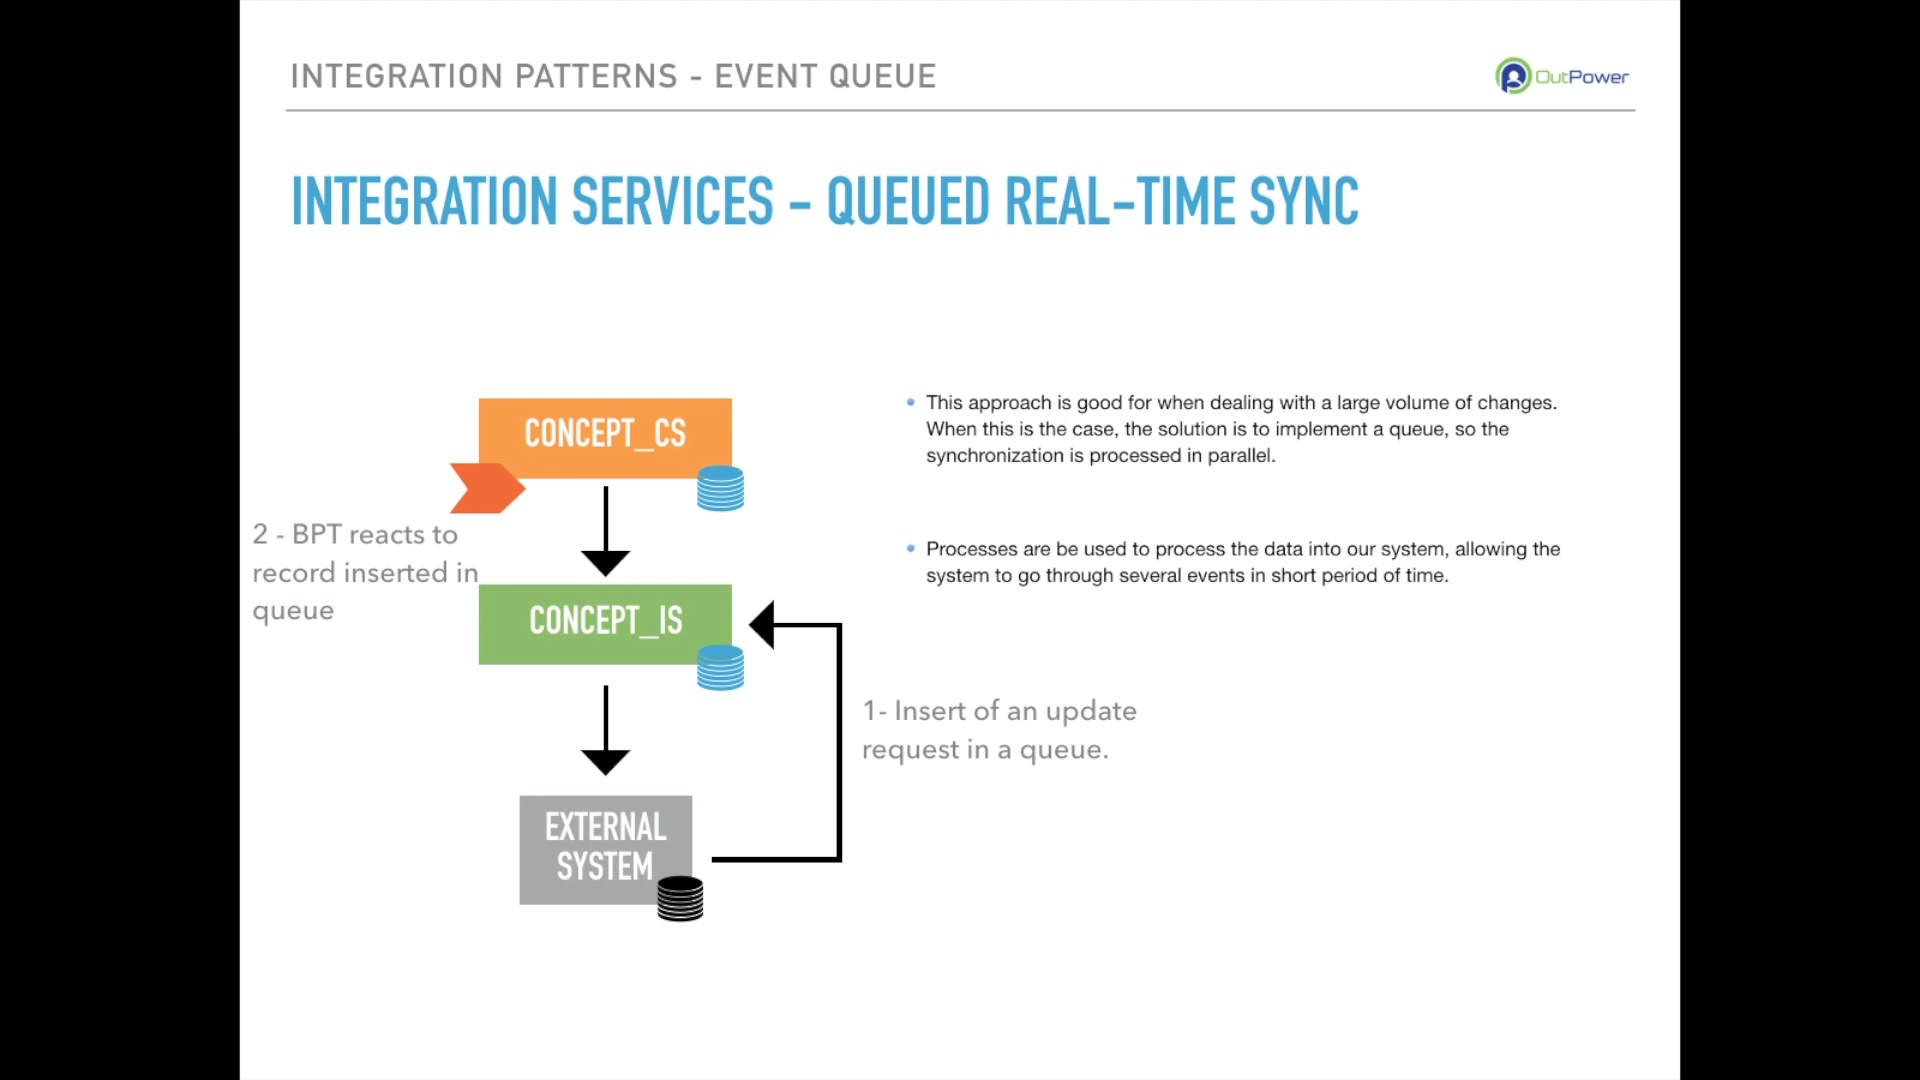 INTEGRATION PATTERNS - EVENT QUEUE
OutPower
INTEGRATION SERVICES - QUEUED REAL-TIME SYNC
CONCEPT_CS
2 - BPT reacts to
record inserted in
queue
CONCEPT_IS
EXTERNAL
SYSTEM
1- Insert of an update
request in a queue.
This approach is good for when dealing with a large volume of changes.
When this is the case, the solution is to implement a queue, so the
synchronization is processed in parallel.
Processes are be used to process the data into our system, allowing the
system to go through several events in short period of time.